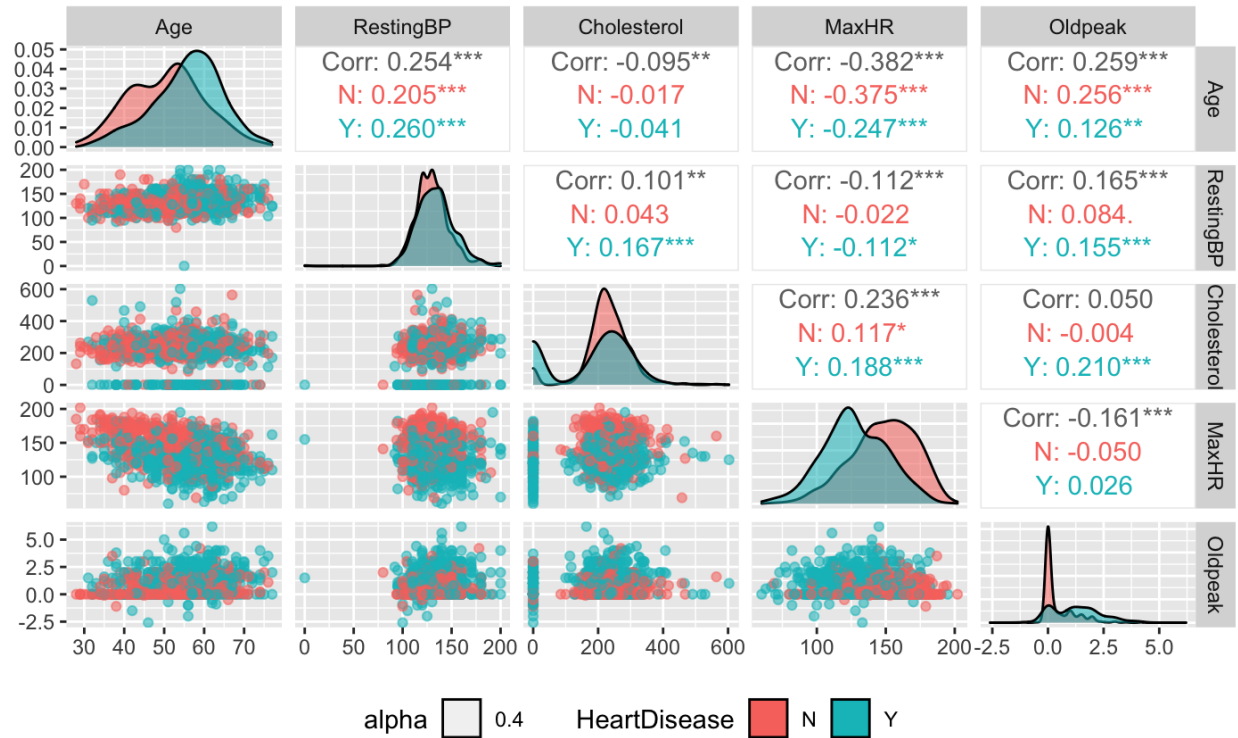 Age RestingBP Cholesterol MaxHR Oldpeak
0.05 Corr: 0.254*** Corr: -0.095** Corr: -0.382*** Corr: 0.259*** Age
0.04
0.03 N: 0.205*** N: -0.017 N: -0.375*** N: 0.256***
0.02
0.01 Y: 0.260*** Y: -0.041 Y: -0.247*** Y: 0.126**
0.00
200 Corr: 0.101** Corr: -0.112*** Corr: 0.165*** RestingBP
150
100 N: 0.043 N: -0.022 N: 0.084.
50 Y: 0.167*** Y: -0.112* Y: 0.155***
0
600 Corr: 0.236*** Corr: 0.050 Cholesterol
400 N: 0.117* N: -0.004
200 Y: 0.188*** Y: 0.210***
0
200 Corr: -0.161*** MaxHR
150 N: -0.050
100 Y: 0.026
5.0 Oldpeak
2.5
0.0
-2.5
30 40 50 60 70 0 50 100 150 200 0 200 400 600 100 150 200 -2.5 0.0 2.5 5.0
alpha 0.4 HeartDisease N Y